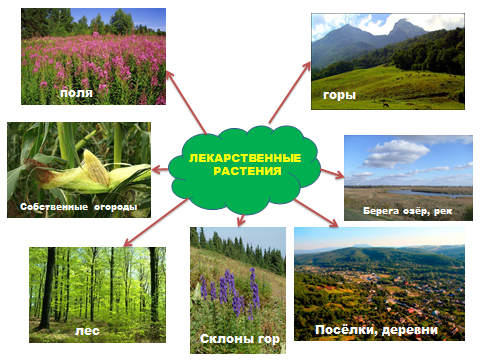 поля
горы
ЛЕКАРСТВЕННЫЕ
РАСТЕНИЯ
Собственные огороды
Берега озёр, рек
лес
Склоны гор
Посёлки, деревни